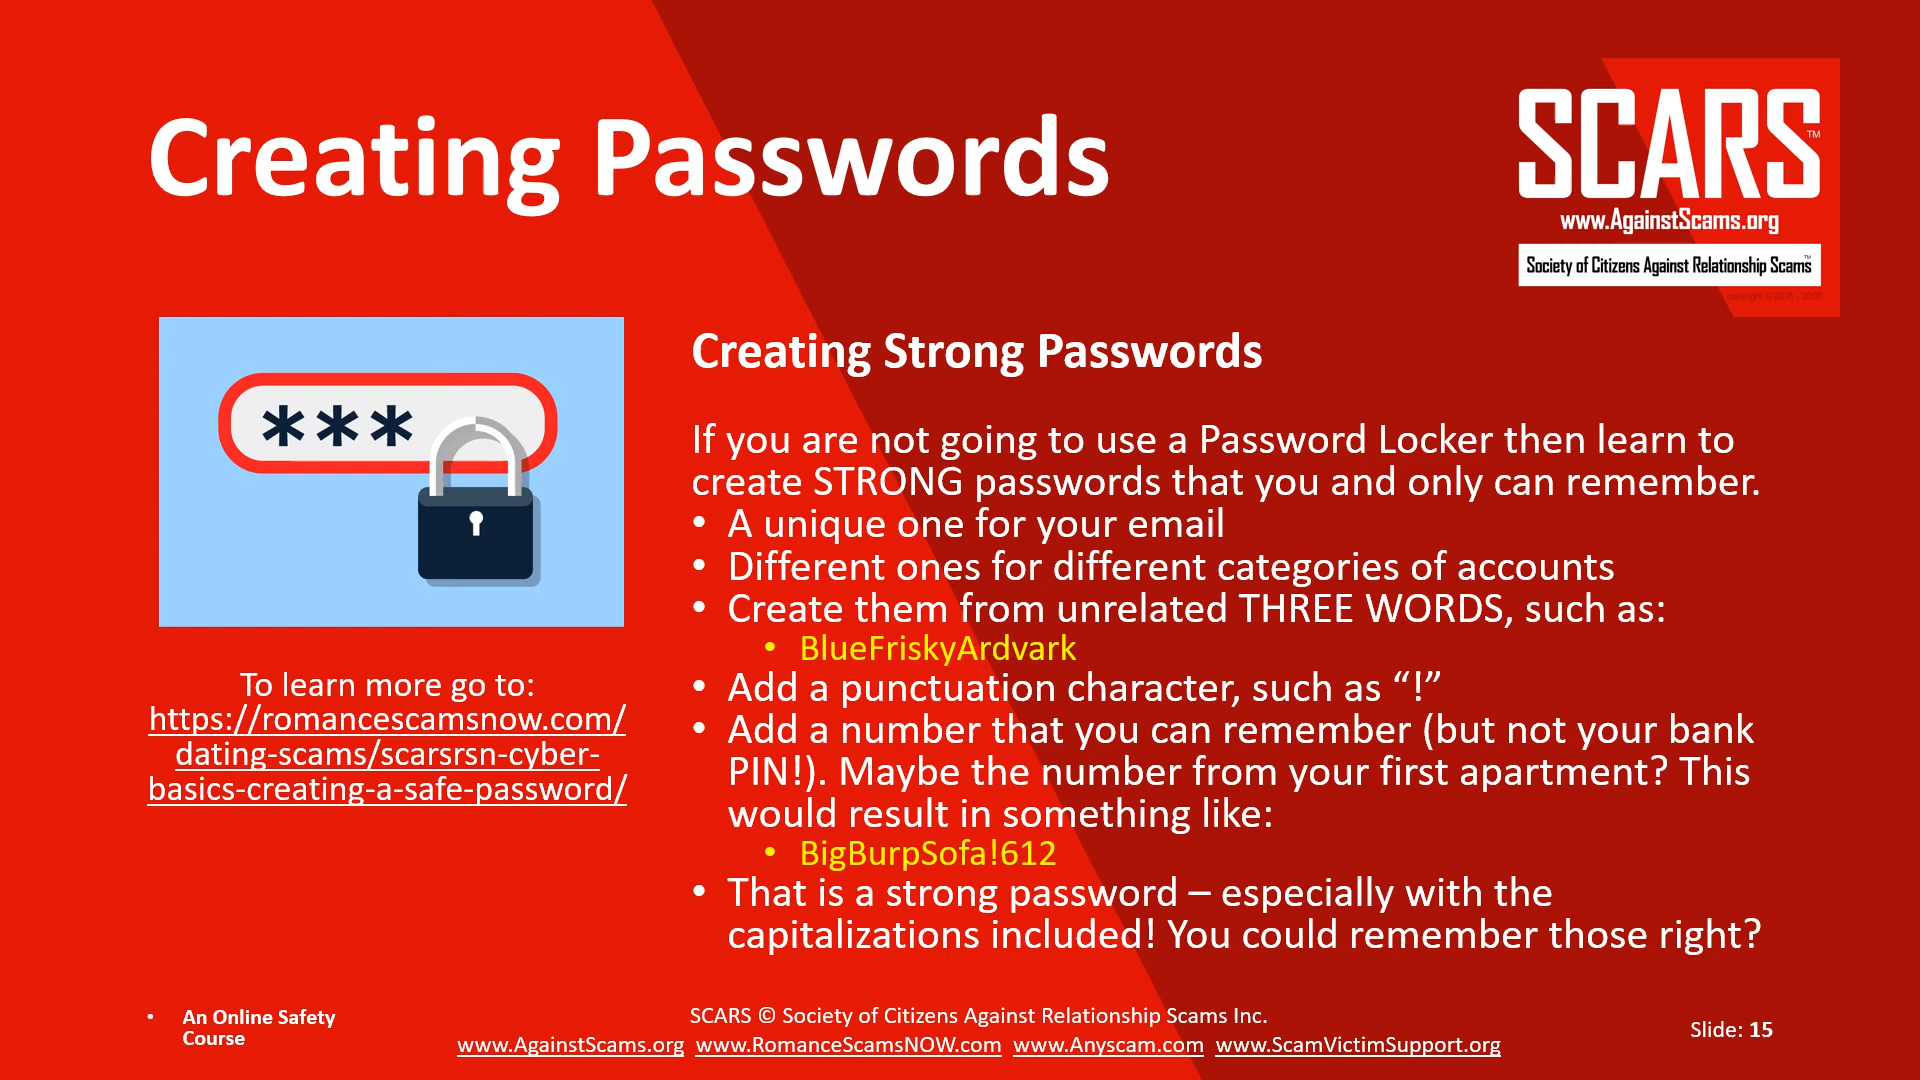 Creating Passwords
SCARS™
www.AgainstScams.org
Society of Citizens Against Relationship Scams™
copyright © 2016 - 2019
***
To learn more go to:
https://romancescamsnow.com/
dating-scams/scarsrsn-cyber-
basics-creating-a-safe-password/
Creating Strong Passwords
If you are not going to use a Password Locker then learn to
create STRONG passwords that you and only can remember.
• A unique one for your email
• Different ones for different categories of accounts
• Create them from unrelated THREE WORDS, such as:
• BlueFriskyArdvark
• Add a punctuation character, such as “!”
• Add a number that you can remember (but not your bank
PIN!). Maybe the number from your first apartment? This
would result in something like:
• BigBurpSofa!612
• That is a strong password – especially with the
capitalizations included! You could remember those right?
• An Online Safety
Course
SCARS © Society of Citizens Against Relationship Scams Inc.
www.AgainstScams.org www.RomanceScamsNOW.com www.Anyscam.com www.ScamVictimSupport.org
Slide: 15